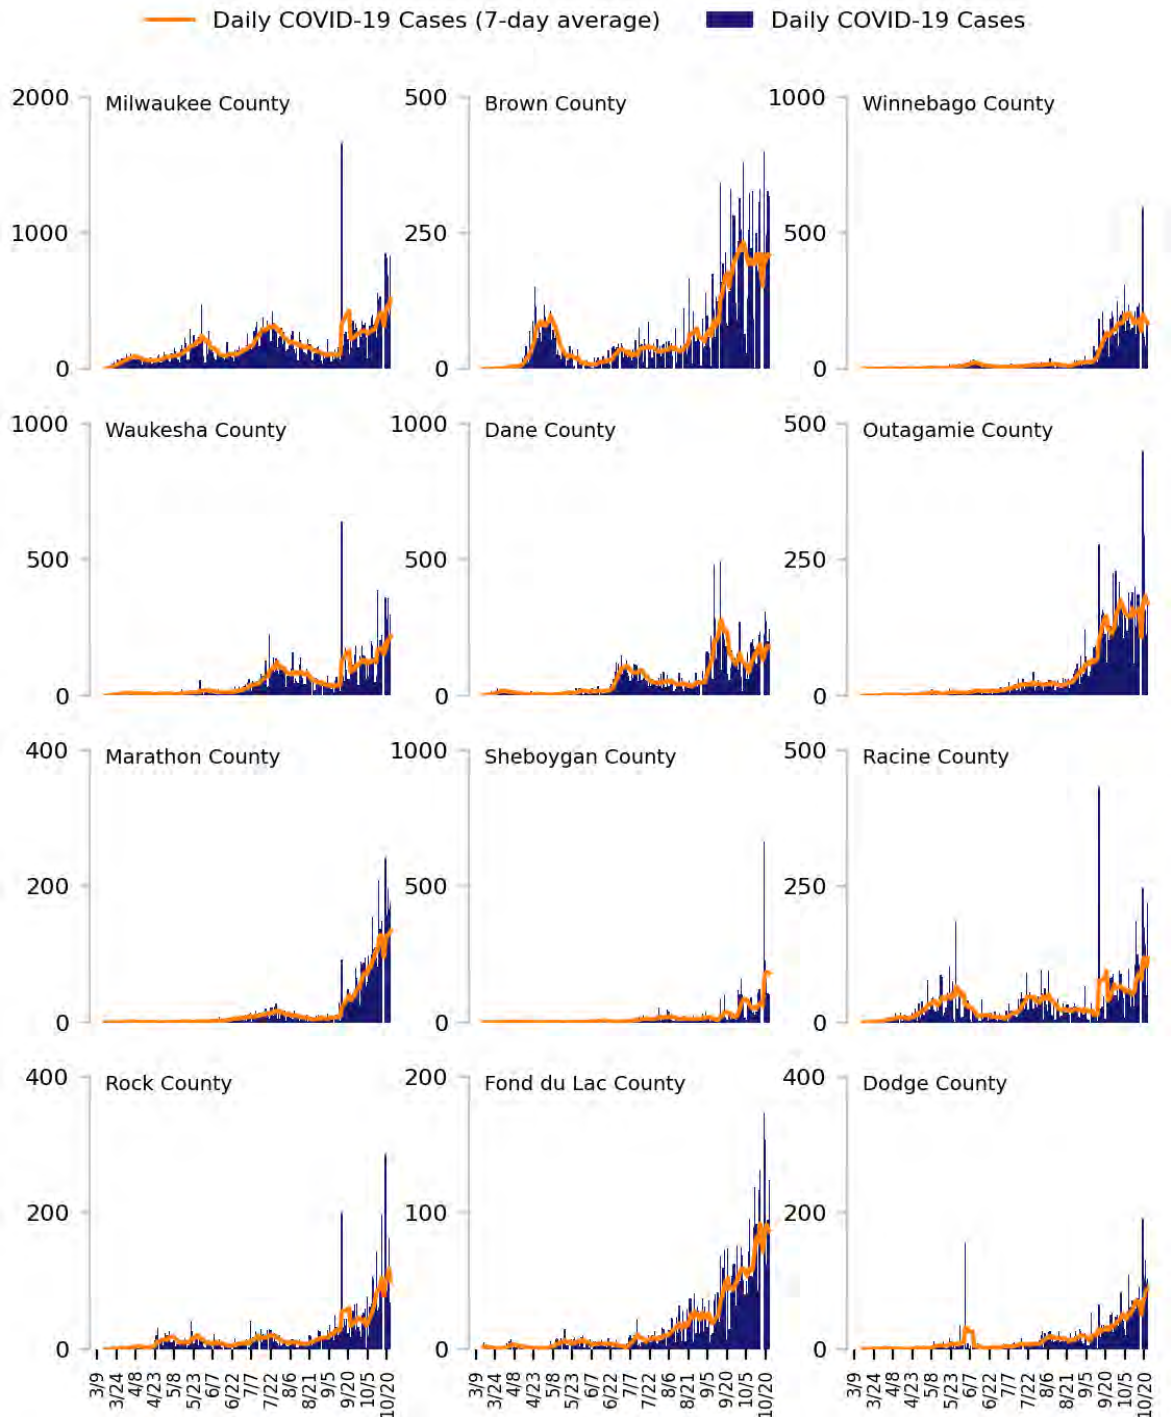 Daily COVID-19 Cases (7-day average) Daily COVID-19 Cases
2000 Milwaukee County 500 Brown County 1000 Winnebago County
1000 250 500
0 0 0
1000 Waukesha County 1000 Dane County 500 Outagamie County
500 500 250
0 0 0
400 Marathon County 1000 Sheboygan County 500 Racine County
200 500 250
0 0 0
400 Rock County 200 Fond du Lac County 400 Dodge County
200 100 200
0 0 0
3/9 3/24 4/8 4/23 5/8 5/23 6/7 6/22 7/7 7/22 8/6 8/21 9/5 9/20 10/5 10/20 3/9 3/24 4/8 4/23 5/8 5/23 6/7 6/22 7/7 7/22 8/6 8/21 9/5 9/20 10/5 10/20 3/9 3/24 4/8 4/23 5/8 5/23 6/7 6/22 7/7 7/22 8/6 8/21 9/5 9/20 10/5 10/20